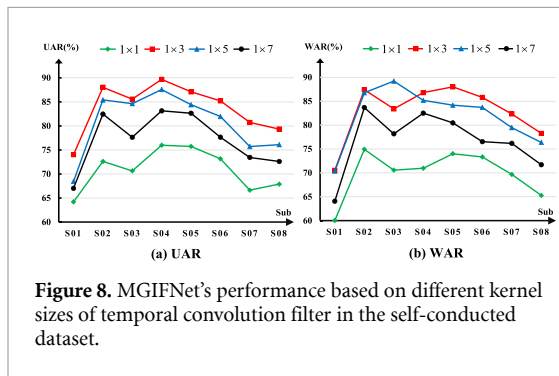 UAR(%)
1×1 1×3 1×5 1×7
90
85
80
75
70
65
60
Sub
S01 S02 S03 S04 S05 S06 S07 S08
(a) UAR
WAR(%)
1×1 1×3 1×5 1×7
90
85
80
75
70
65
60
Sub
S01 S02 S03 S04 S05 S06 S07 S08
(b) WAR
Figure 8. MGIFNet's performance based on different kernel
sizes of temporal convolution filter in the self-conducted
dataset.